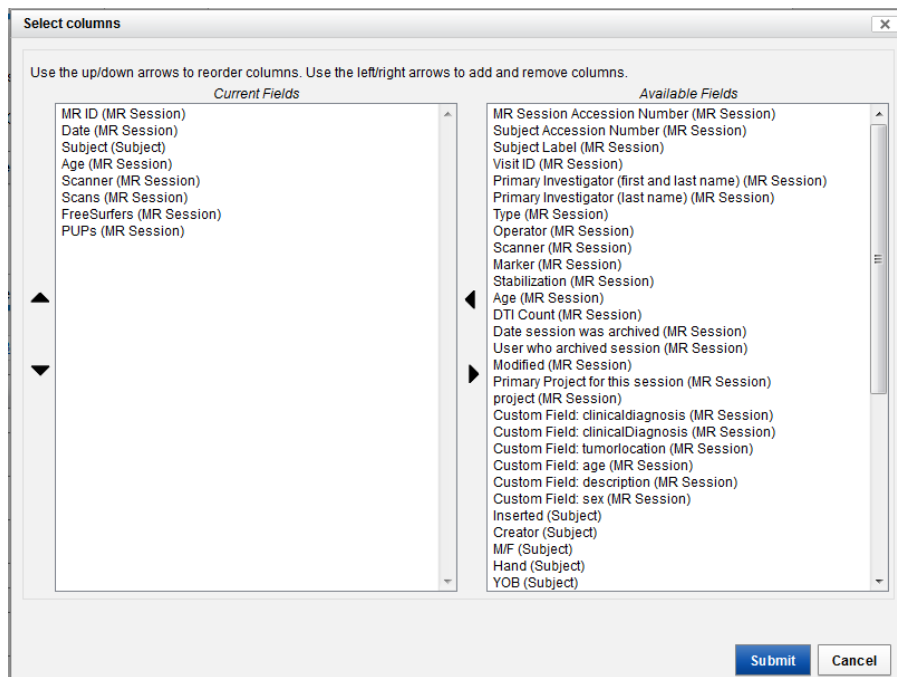 Select columns
Use the up/down arrows to reorder columns. Use the left/right arrows to add and remove columns.
Current Fields
MR ID (MR Session)
Date (MR Session)
Subject (Subject)
Age (MR Session)
Scanner (MR Session)
Scans (MR Session)
FreeSurfers (MR Session)
PUPs (MR Session)
Available Fields
MR Session Accession Number (MR Session)
Subject Accession Number (MR Session)
Subject Label (MR Session)
Visit ID (MR Session)
Primary Investigator (first and last name) (MR Session)
Primary Investigator (last name) (MR Session)
Type (MR Session)
Operator (MR Session)
Scanner (MR Session)
Marker (MR Session)
Stabilization (MR Session)
Age (MR Session)
DTI Count (MR Session)
Date session was archived (MR Session)
User who archived session (MR Session)
Modified (MR Session)
Primary Project for this session (MR Session)
project (MR Session)
Custom Field: clinicaldiagnosis (MR Session)
Custom Field: clinicalDiagnosis (MR Session)
Custom Field: tumorlocation (MR Session)
Custom Field: age (MR Session)
Custom Field: description (MR Session)
Custom Field: sex (MR Session)
Inserted (Subject)
Creator (Subject)
M/F (Subject)
Hand (Subject)
YOB (Subject)
Submit
Cancel